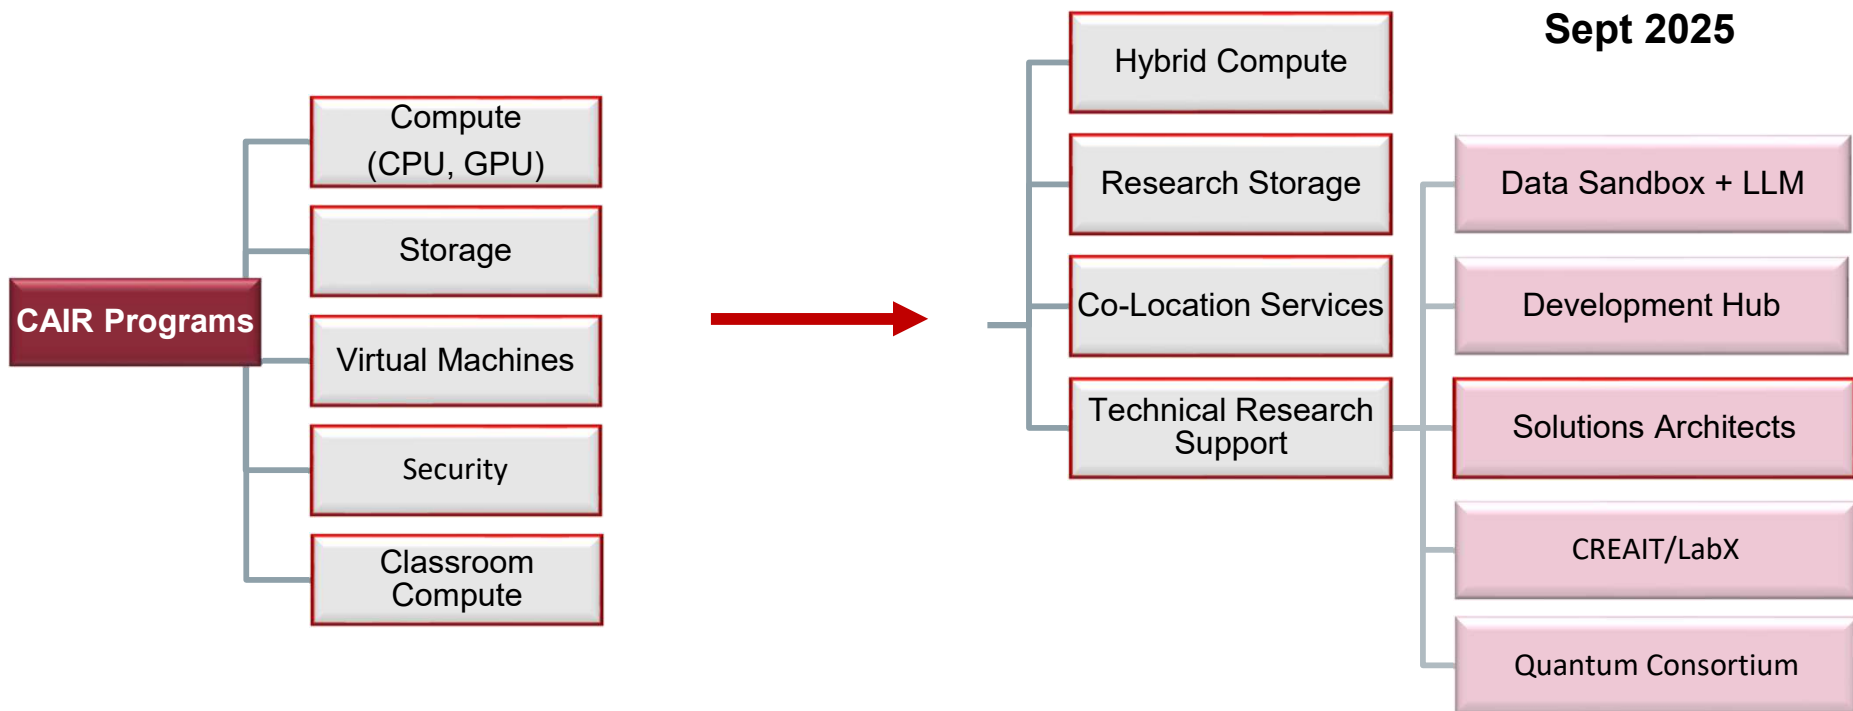 Sept 2025
CAIR Programs
Compute
(CPU, GPU)
Storage
Virtual Machines
Security
Classroom
Compute
Hybrid Compute
Research Storage
Co-Location Services
Technical Research
Support
Data Sandbox + LLM
Development Hub
Solutions Architects
CREAIT/LabX
Quantum Consortium